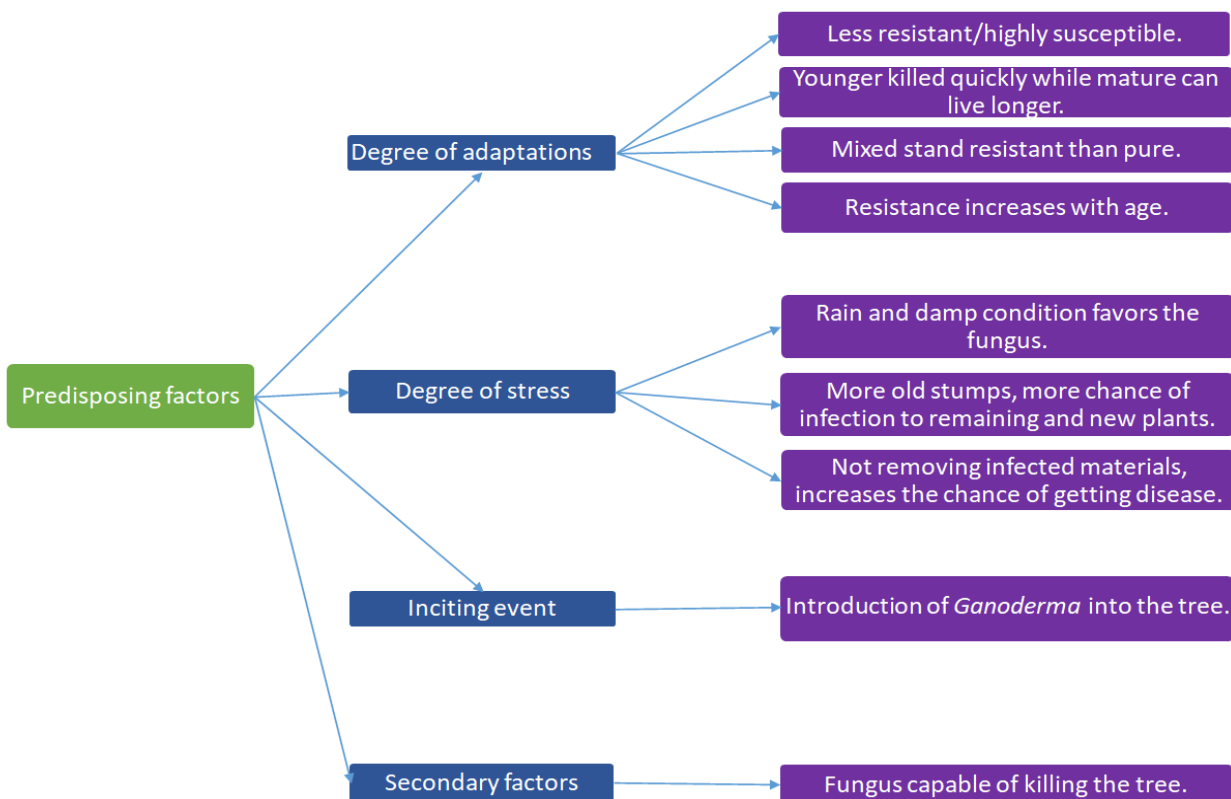 Less resistant/highly susceptible.
Younger killed quickly while mature can
live longer.
Degree of adaptations
Mixed stand resistant than pure.
Resistance increases with age.
Rain and damp condition favors the
fungus.
Predisposing factors
Degree of stress
More old stumps, more chance of
infection to remaining and new plants.
Not removing infected materials,
increases the chance of getting disease.
Inciting event
Introduction of Ganoderma into the tree.
Secondary factors
Fungus capable of killing the tree.